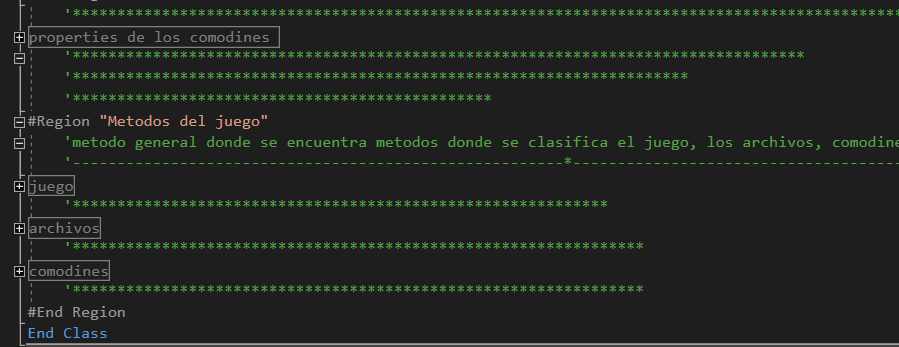 '*********************************************************************************************
properties de los comodines
'**********************************************************************************
'*********************************************************************
'***********************************************
#Region "Metodos del juego"
'metodo general donde se encuentra metodos donde se clasifica el juego, los archivos,
'-------------------------------------------------------*------------------------------------
juego
'************************************************************
archivos
'****************************************************************
comodines
'****************************************************************
#End Region
End Class